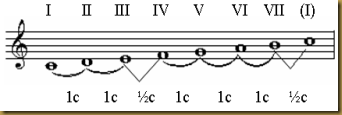 I II III IV V VI VII (I)
1c 1c ½c 1c 1c 1c ½c